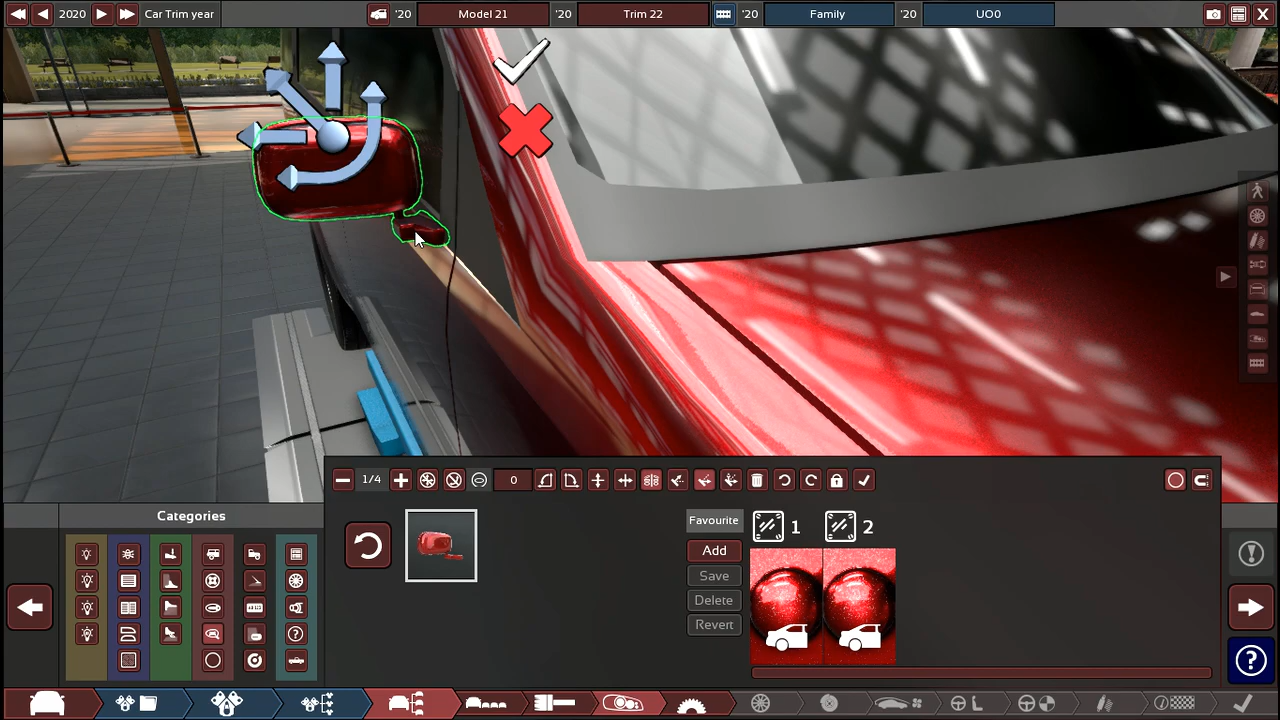 2020 Car Trim year '20 Model 21 '20 Trim 22 '20 Family '20 UO0
1/4 0
Categories
Favourite 1 2
Add
Save
Delete
Revert